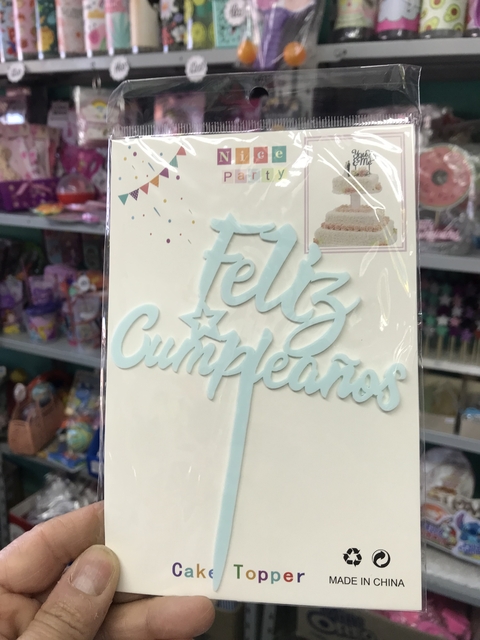 Nice
Party
Feliz
Cumpleaños
Cake Topper
MADE IN CHINA